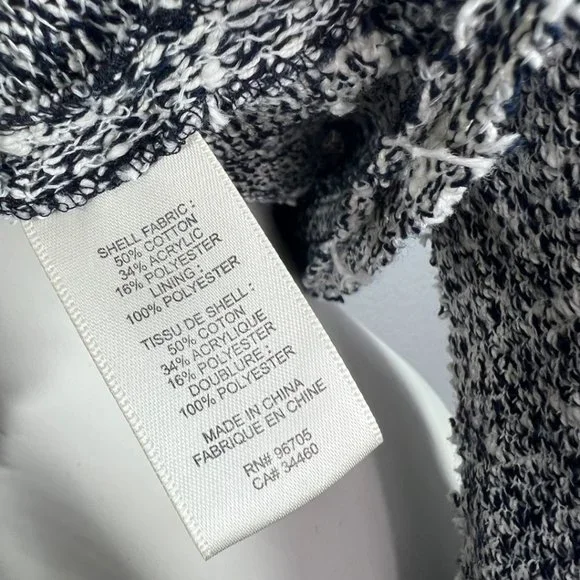 SHELL FABRIC :
50% COTTON
34% ACRYLIC
16% POLYESTER
LINING :
100% POLYESTER
TISSU DE SHELL :
50% COTON
34% ACRYLIQUE
16% POLYESTER
DOUBLURE :
100% POLYESTER
MADE IN CHINA
FABRIQUE EN CHINE
RN# 96705
CA# 34460